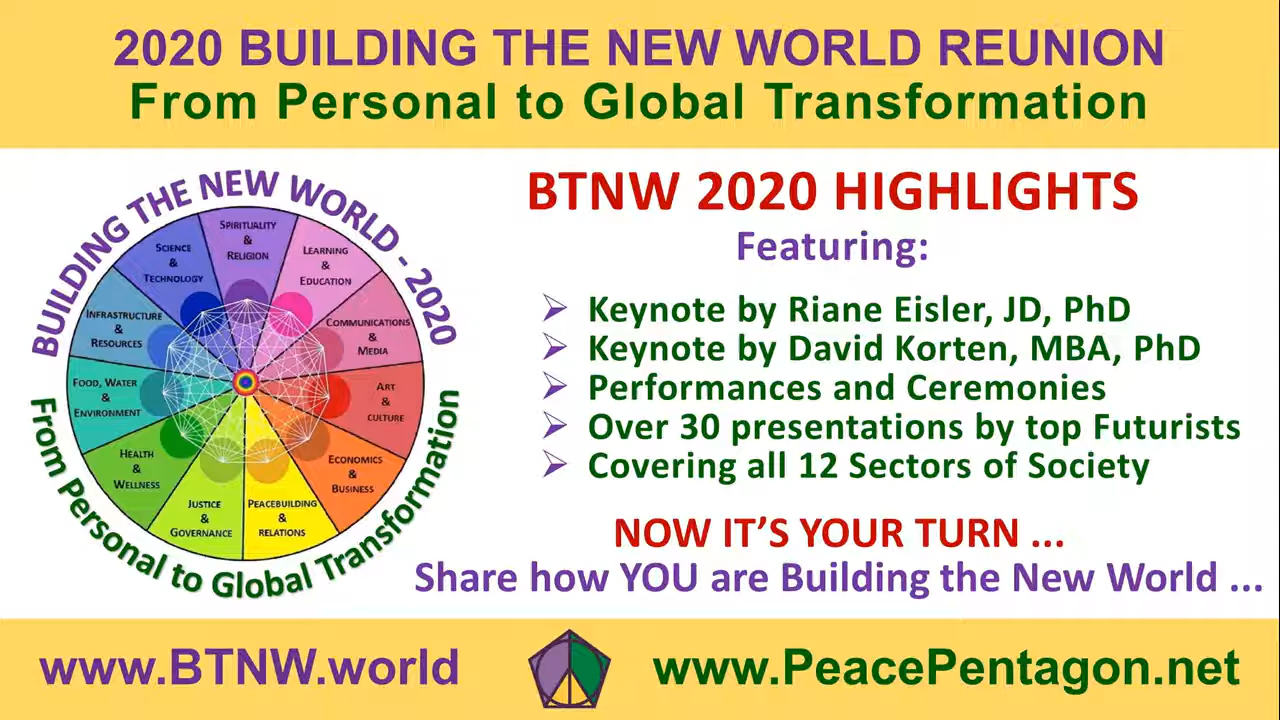 2020 BUILDING THE NEW WORLD REUNION
From Personal to Global Transformation
BUILDING THE NEW WORLD - 2020
SPIRITUALITY
&
RELIGION
LEARNING
&
EDUCATION
COMMUNICATIONS
&
MEDIA
ART
&
CULTURE
ECONOMICS
&
BUSINESS
PEACEBUILDING
&
RELATIONS
JUSTICE
&
GOVERNANCE
HEALTH
&
WELLNESS
FOOD, WATER
&
ENVIRONMENT
INFRASTRUCTURE
&
RESOURCES
SCIENCE
&
TECHNOLOGY
From Personal to Global Transformation
BTNW 2020 HIGHLIGHTS
Featuring:
Keynote by Riane Eisler, JD, PhD
Keynote by David Korten, MBA, PhD
Performances and Ceremonies
Over 30 presentations by top Futurists
Covering all 12 Sectors of Society
NOW IT’S YOUR TURN ...
Share how YOU are Building the New World ...
www.BTNW.world
www.PeacePentagon.net